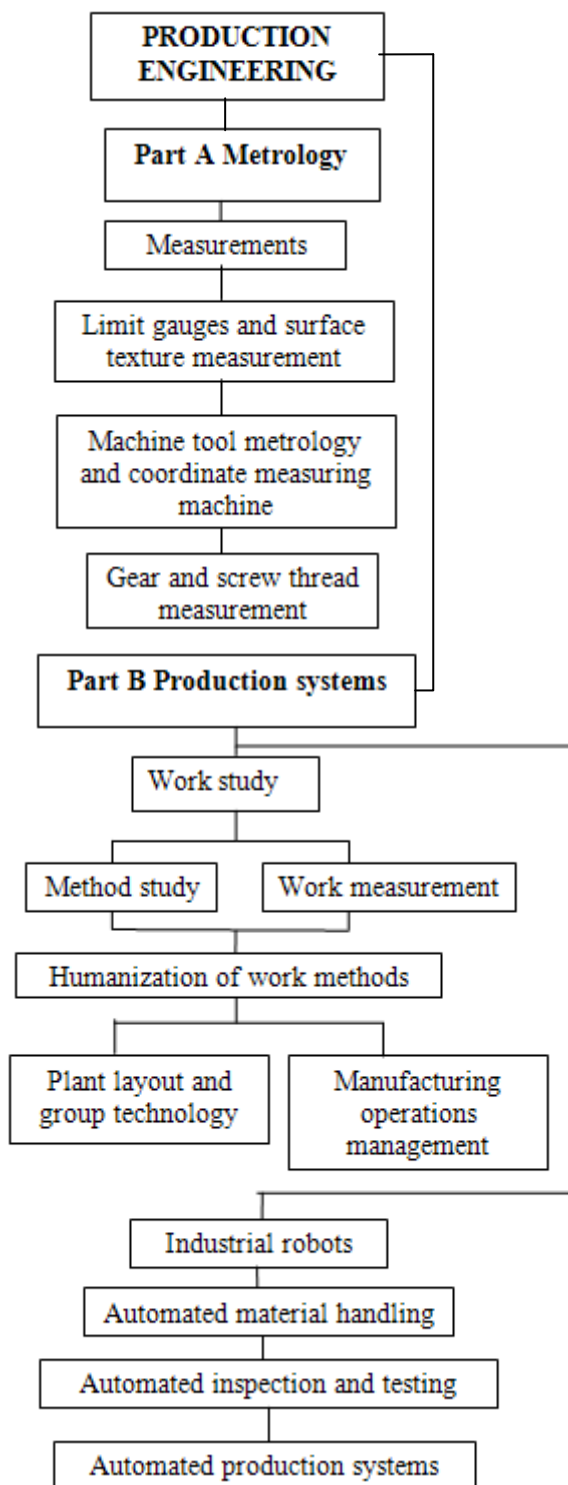 PRODUCTION
ENGINEERING
Part A Metrology
Measurements
Limit gauges and surface
texture measurement
Machine tool metrology
and coordinate measuring
machine
Gear and screw thread
measurement
Part B Production systems
Work study
Method study
Work measurement
Humanization of work methods
Plant layout and
group technology
Manufacturing
operations
management
Industrial robots
Automated material handling
Automated inspection and testing
Automated production systems